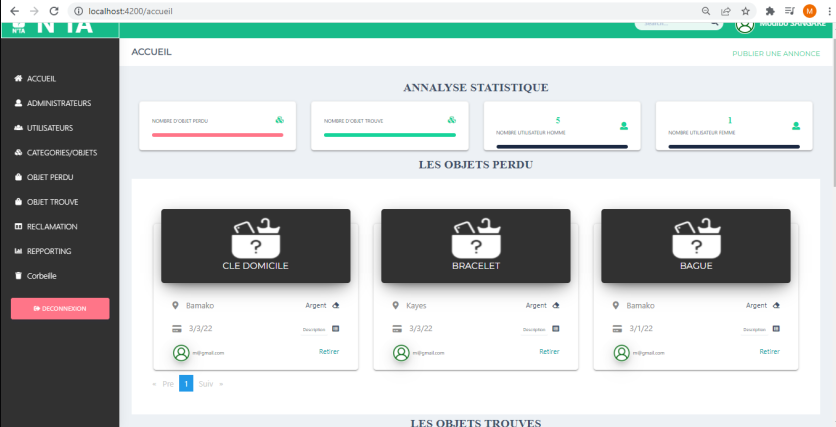 localhost:4200/accueil
M
N'TA
N'TA
Search...
ACCUEIL
PUBLIER UNE ANNONCE
ACCUEIL
ADMINISTRATEURS
UTILISATEURS
CATEGORIES/OBJETS
OBJET PERDU
OBJET TROUVE
RECLAMATION
REPPORTING
Corbeille
DECONNEXION
ANNALYSE STATISTIQUE
NOMBRE D'OBJET PERDU
NOMBRE D'OBJET TROUVE
5
NOMBRE UTILISATEUR HOMME
1
NOMBRE UTILISATEUR FEMME
LES OBJETS PERDU
?
CLE DOMICILE
Bamako Argent
3/3/22 Description
m@gmail.com Retirer
?
BRACELET
Kayes Argent
3/3/22 Description
m@gmail.com Retirer
?
BAGUE
Bamako Argent
3/1/22 Description
m@gmail.com Retirer
« Pre 1 Suiv »
LES OBJETS TROUVES